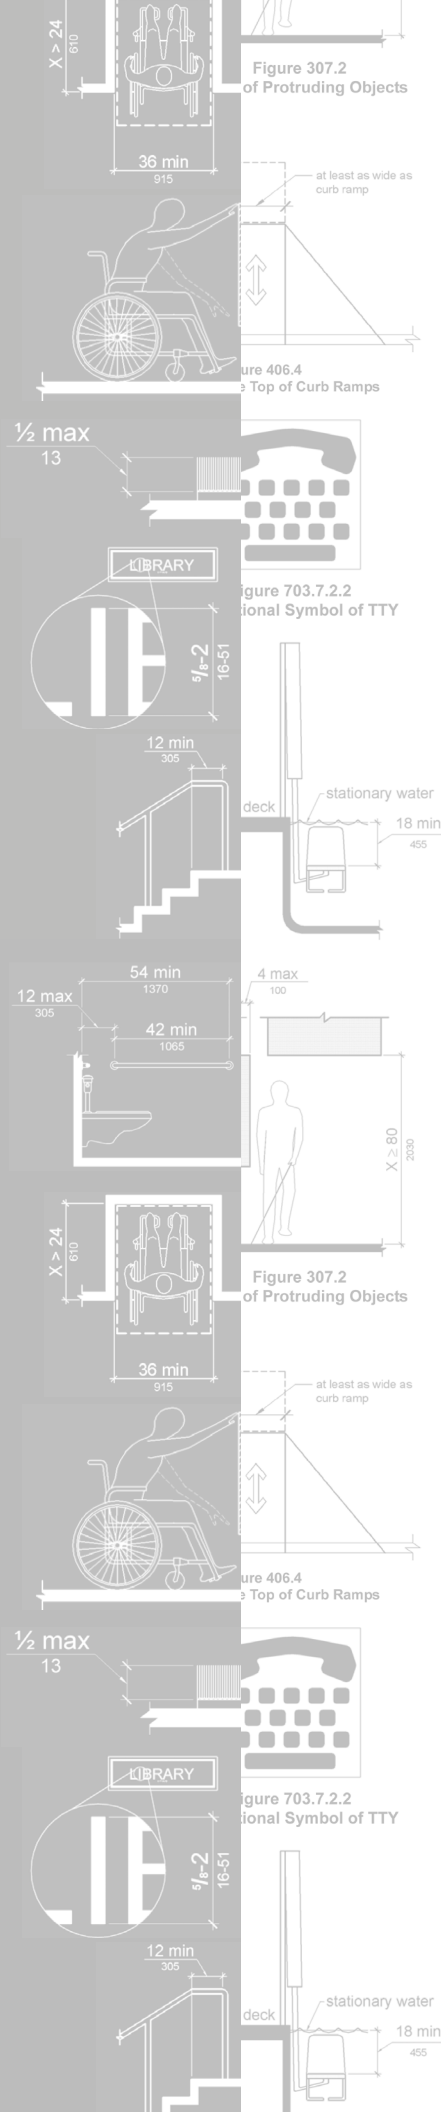 X > 24
610
Figure 307.2
of Protruding Objects
36 min
915
at least as wide as
curb ramp
ure 406.4
e Top of Curb Ramps
½ max
13
igure 703.7.2.2
tional Symbol of TTY
LIBRARY
5/8-2
16-51
12 min
305
deck
stationary water
18 min
455
54 min
1370
4 max
100
12 max
305
42 min
1065
X ≥ 80
2030
X > 24
610
Figure 307.2
of Protruding Objects
36 min
915
at least as wide as
curb ramp
ure 406.4
e Top of Curb Ramps
½ max
13
igure 703.7.2.2
tional Symbol of TTY
LIBRARY
5/8-2
16-51
12 min
305
deck
stationary water
18 min
455